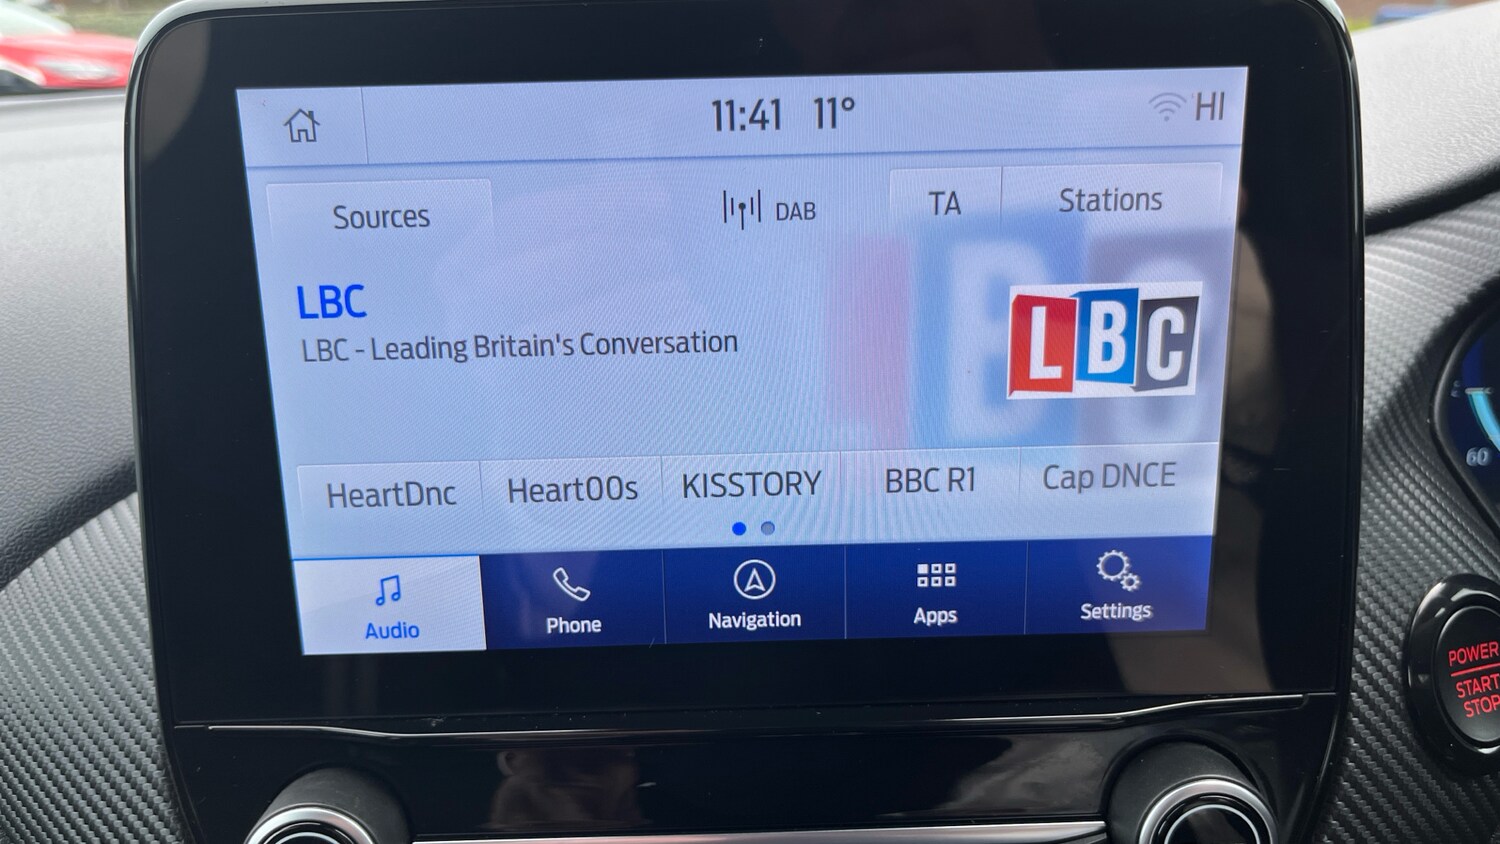 11:41 11° HI
Sources DAB TA Stations
LBC
LBC - Leading Britain's Conversation
LBC
HeartDnc Heart00s KISSTORY BBC R1 Cap DNCE
Audio Phone Navigation Apps Settings
60
POWER
START
STOP